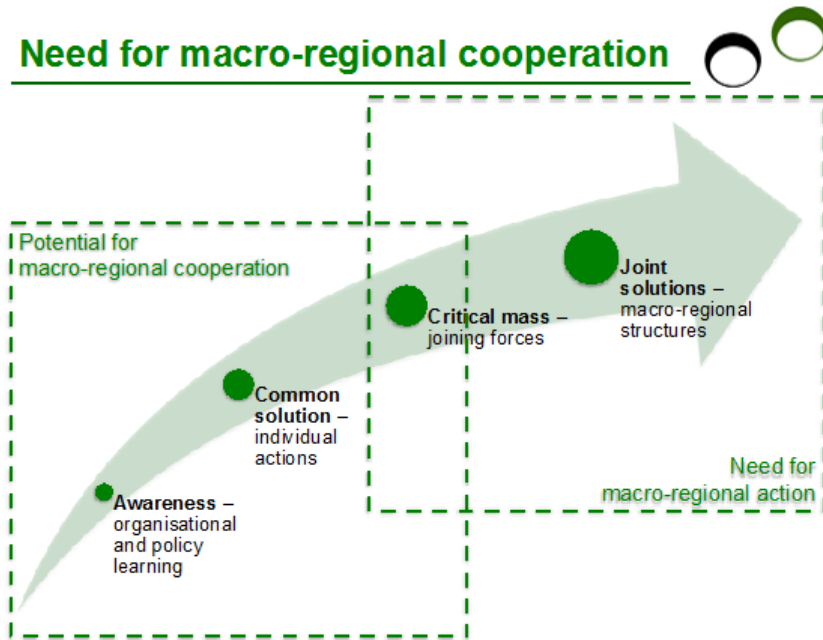 Need for macro-regional cooperation
Potential for
macro-regional cooperation
Joint
solutions –
macro-regional
structures
Critical mass –
joining forces
Common
solution –
individual
actions
Need for
macro-regional action
Awareness –
organisational
and policy
learning